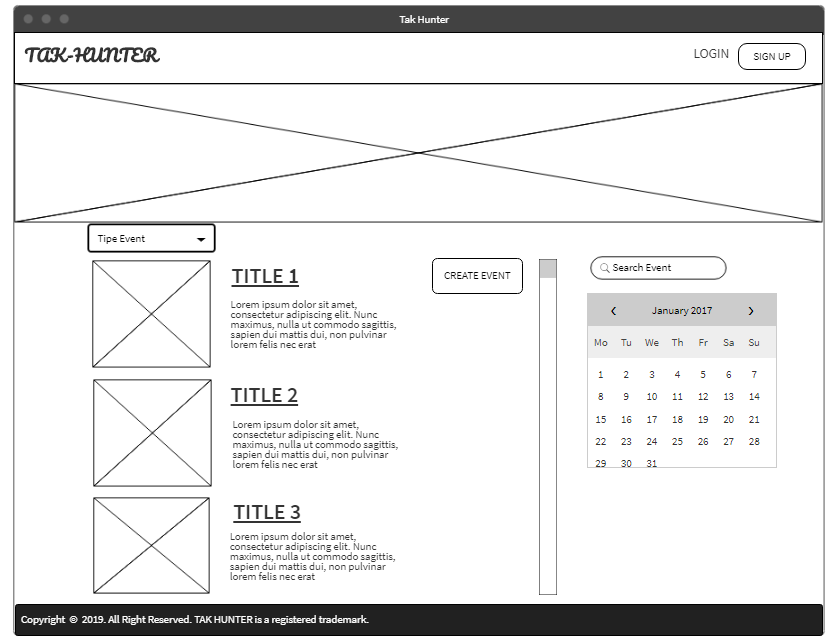 Tak Hunter
TAK-HUNTER
LOGIN
SIGN UP
Tipe Event
TITLE 1
Lorem ipsum dolor sit amet,
consectetur adipiscing elit. Nunc
maximus, nulla ut commodo sagittis,
sapien dui mattis dui, non pulvinar
lorem felis nec erat
TITLE 2
Lorem ipsum dolor sit amet,
consectetur adipiscing elit. Nunc
maximus, nulla ut commodo sagittis,
sapien dui mattis dui, non pulvinar
lorem felis nec erat
TITLE 3
Lorem ipsum dolor sit amet,
consectetur adipiscing elit. Nunc
maximus, nulla ut commodo sagittis,
sapien dui mattis dui, non pulvinar
lorem felis nec erat
CREATE EVENT
Search Event
January 2017
Mo Tu We Th Fr Sa Su
1 2 3 4 5 6 7
8 9 10 11 12 13 14
15 16 17 18 19 20 21
22 23 24 25 26 27 28
29 30 31
Copyright © 2019. All Right Reserved. TAK HUNTER is a registered trademark.